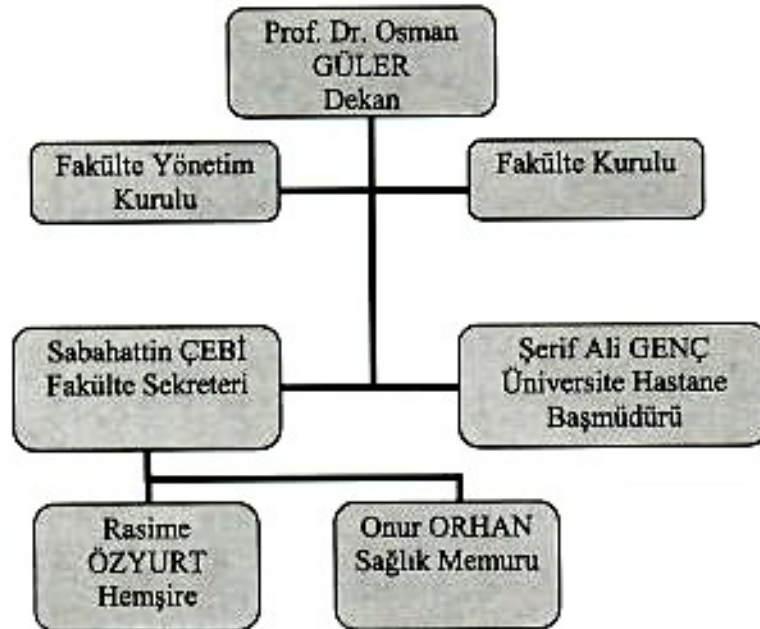 Prof. Dr. Osman
GÜLER
Dekan
Fakülte Yönetim
Kurulu
Fakülte Kurulu
Sabahattin ÇEBİ
Fakülte Sekreteri
Şerif Ali GENÇ
Üniversite Hastane
Başmüdürü
Rasime
ÖZYURT
Hemşire
Onur ORHAN
Sağlık Memuru